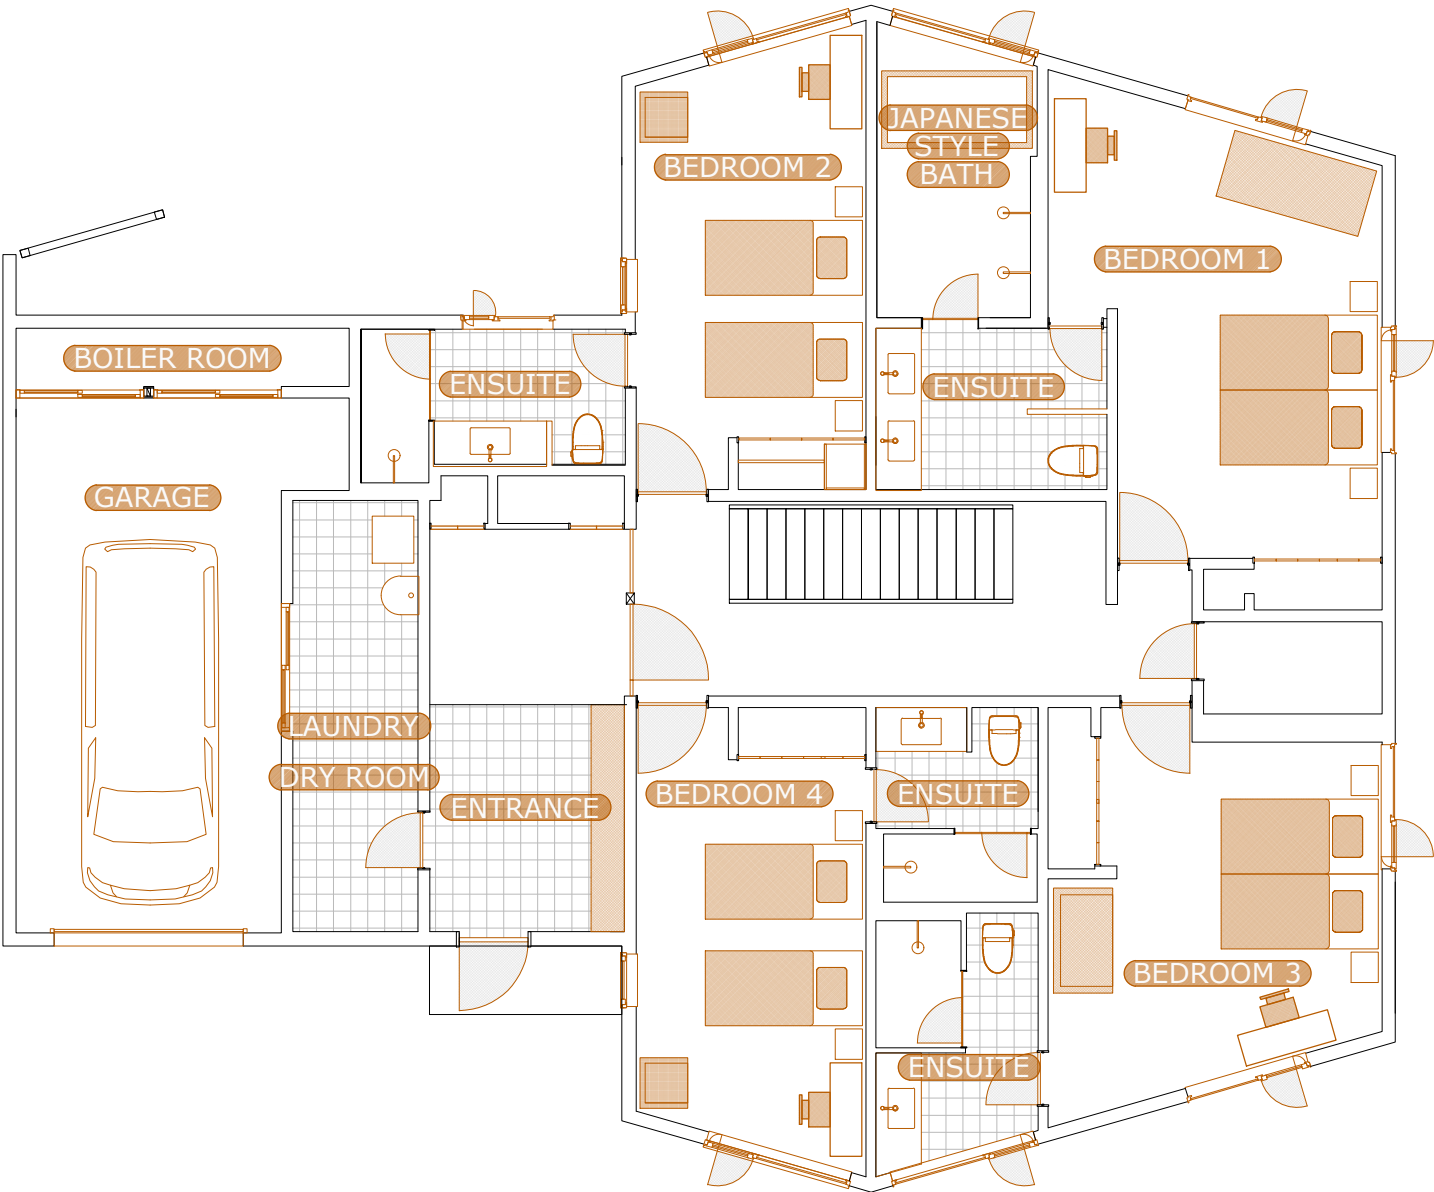 JAPANESE
STYLE
BATH
BEDROOM 2
BEDROOM 1
BOILER ROOM
ENSUITE
ENSUITE
GARAGE
LAUNDRY
DRY ROOM
ENTRANCE
BEDROOM 4
ENSUITE
BEDROOM 3
ENSUITE